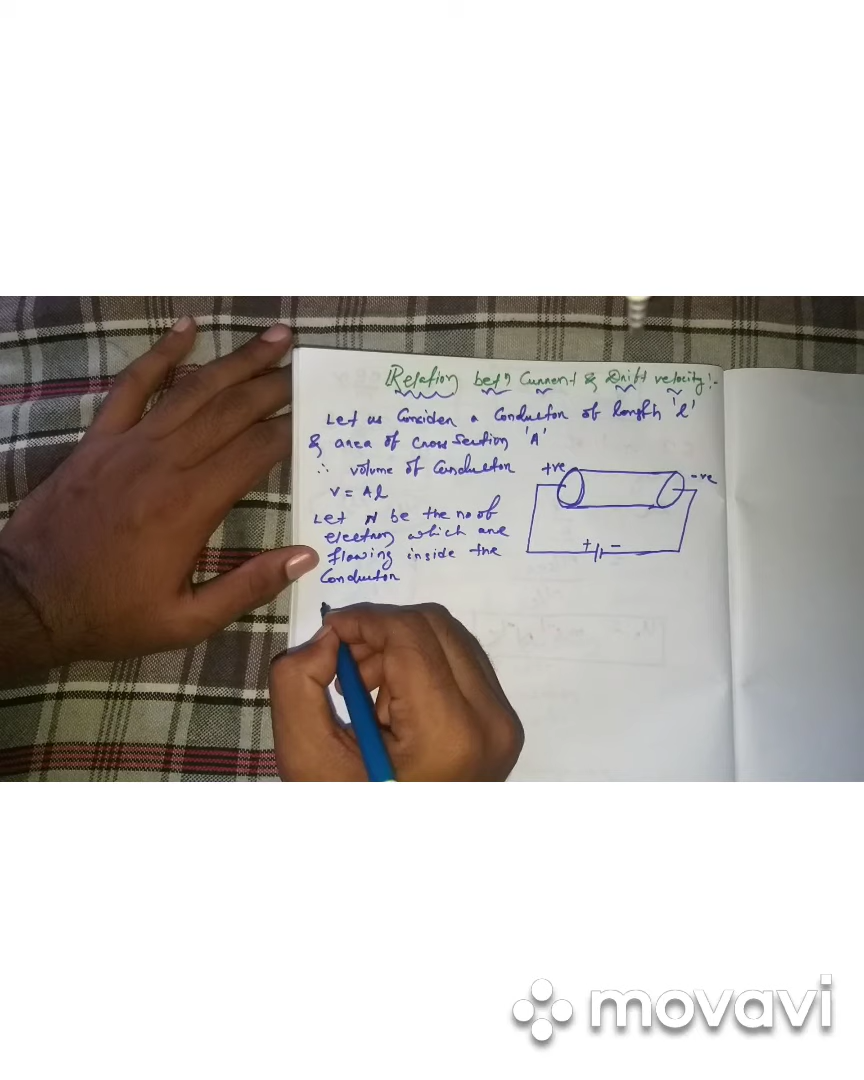 Relation betn Current & Drift velocity :-
Let us Consider a Conductor of length 'l'
& area of cross section 'A'
∴ volume of Conductor
V = Al
Let N be the no of
electrons which are
flowing inside the
Conductor
+ve
-ve
+ -
movavi